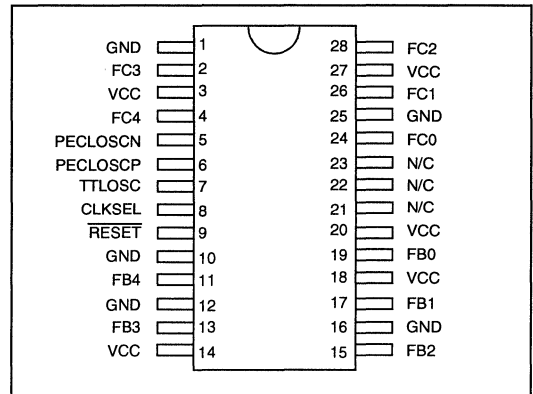 GND 1 28 FC2
FC3 2 27 VCC
VCC 3 26 FC1
FC4 4 25 GND
PECLOSCN 5 24 FC0
PECLOSCP 6 23 N/C
TTLOSC 7 22 N/C
CLKSEL 8 21 N/C
RESET 9 20 VCC
GND 10 19 FB0
FB4 11 18 VCC
GND 12 17 FB1
FB3 13 16 GND
VCC 14 15 FB2